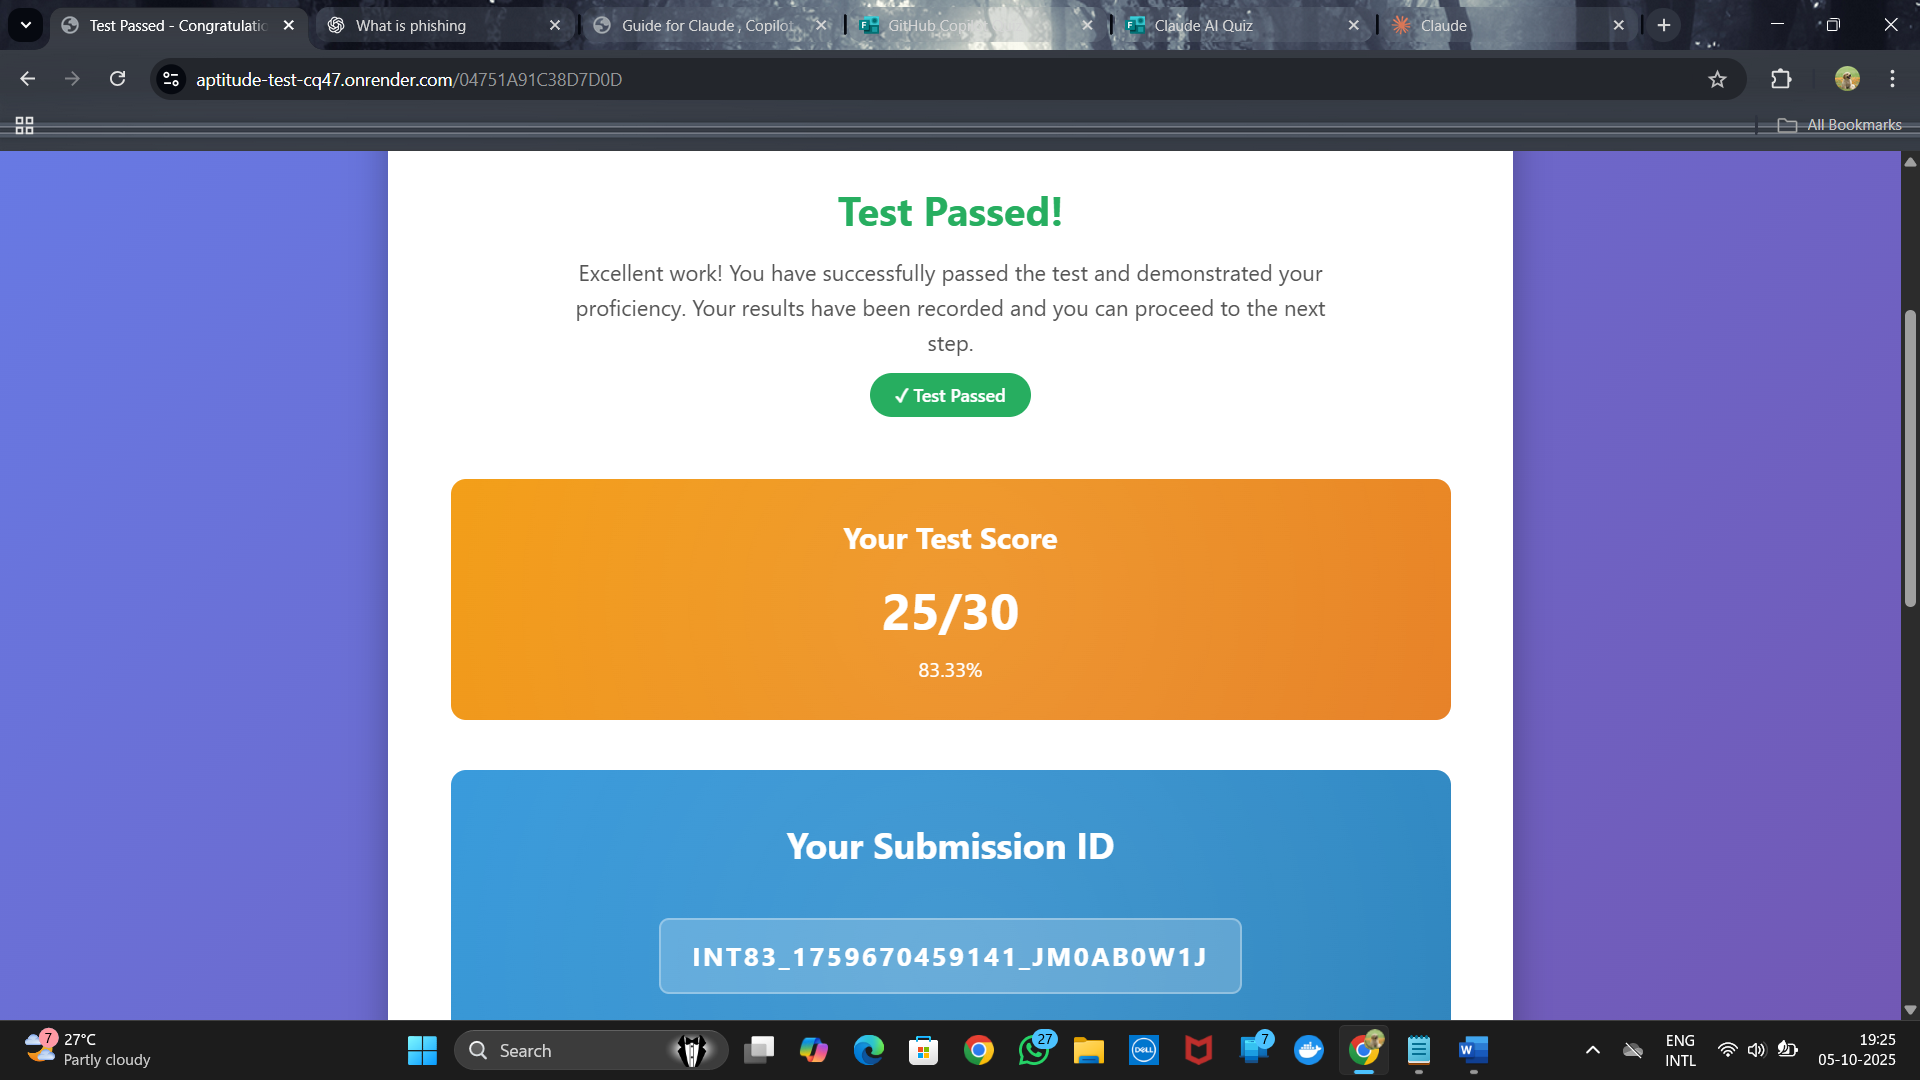 Test Passed - Congratulatio
What is phishing
Guide for Claude , Copilot
GitHub Cop
Claude AI Quiz
Claude
aptitude-test-cq47.onrender.com/04751A91C38D7D0D
All Bookmarks
Test Passed!
Excellent work! You have successfully passed the test and demonstrated your
proficiency. Your results have been recorded and you can proceed to the next
step.
✓ Test Passed
Your Test Score
25/30
83.33%
Your Submission ID
INT83_1759670459141_JM0AB0W1J
7
27°C
Partly cloudy
Search
27
DELL
7
W
ENG
INTL
19:25
05-10-2025